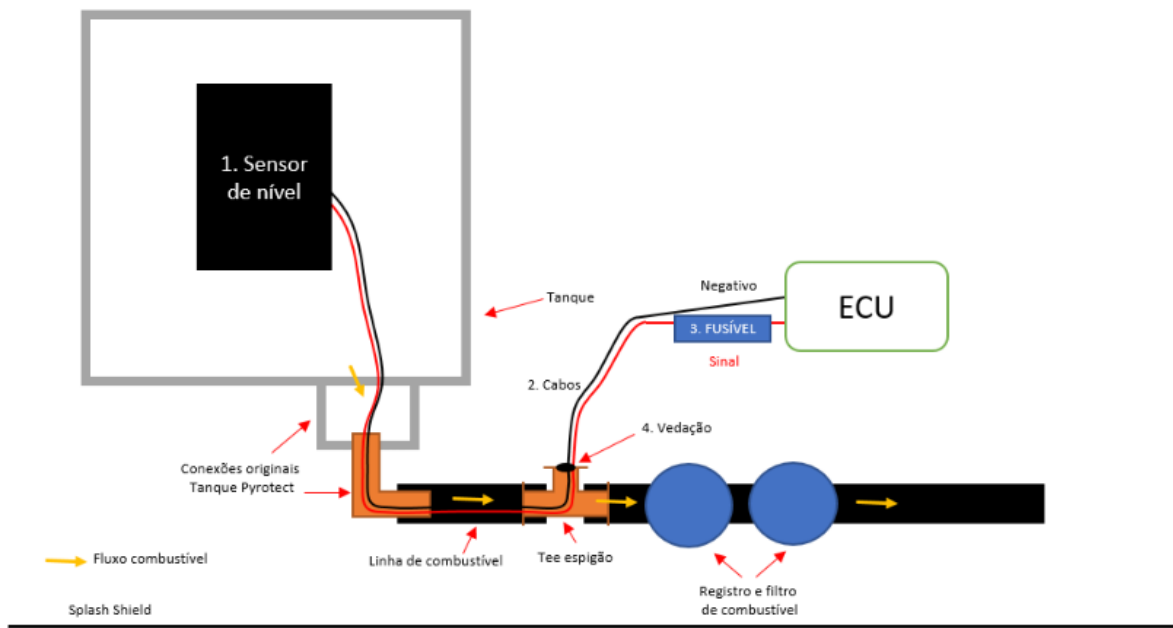 1. Sensor
de nível
Tanque
Negativo
ECU
3. FUSÍVEL
Sinal
2. Cabos
4. Vedação
Conexões originais
Tanque Pyrotect
Linha de combustível
Tee espigão
Registro e filtro
de combustível
Fluxo combustível
Splash Shield